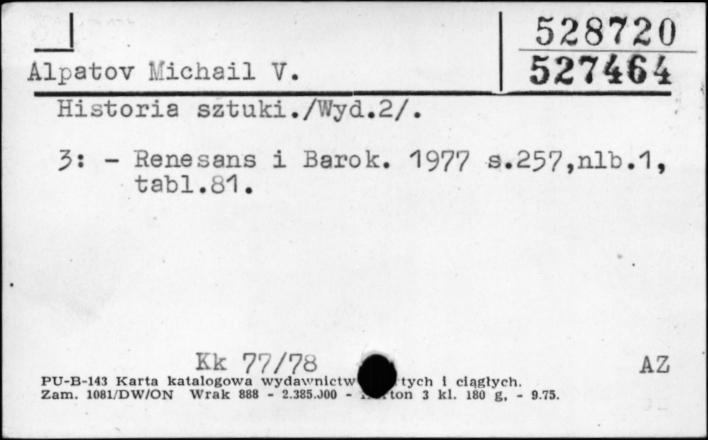 528720
527464
Alpatov Michail V.
Historia sztuki./Wyd.2/.
3: - Renesans i Barok. 1977 s.257,nlb.1,
tabl.81.
Kk 77/78
AZ
PU-B-143 Karta katalogowa wydawnictw tych i ciągłych.
Zam. 1081/DW/ON Wrak 888 - 2.385.000 - 3 kl. 180 g, - 9.75.